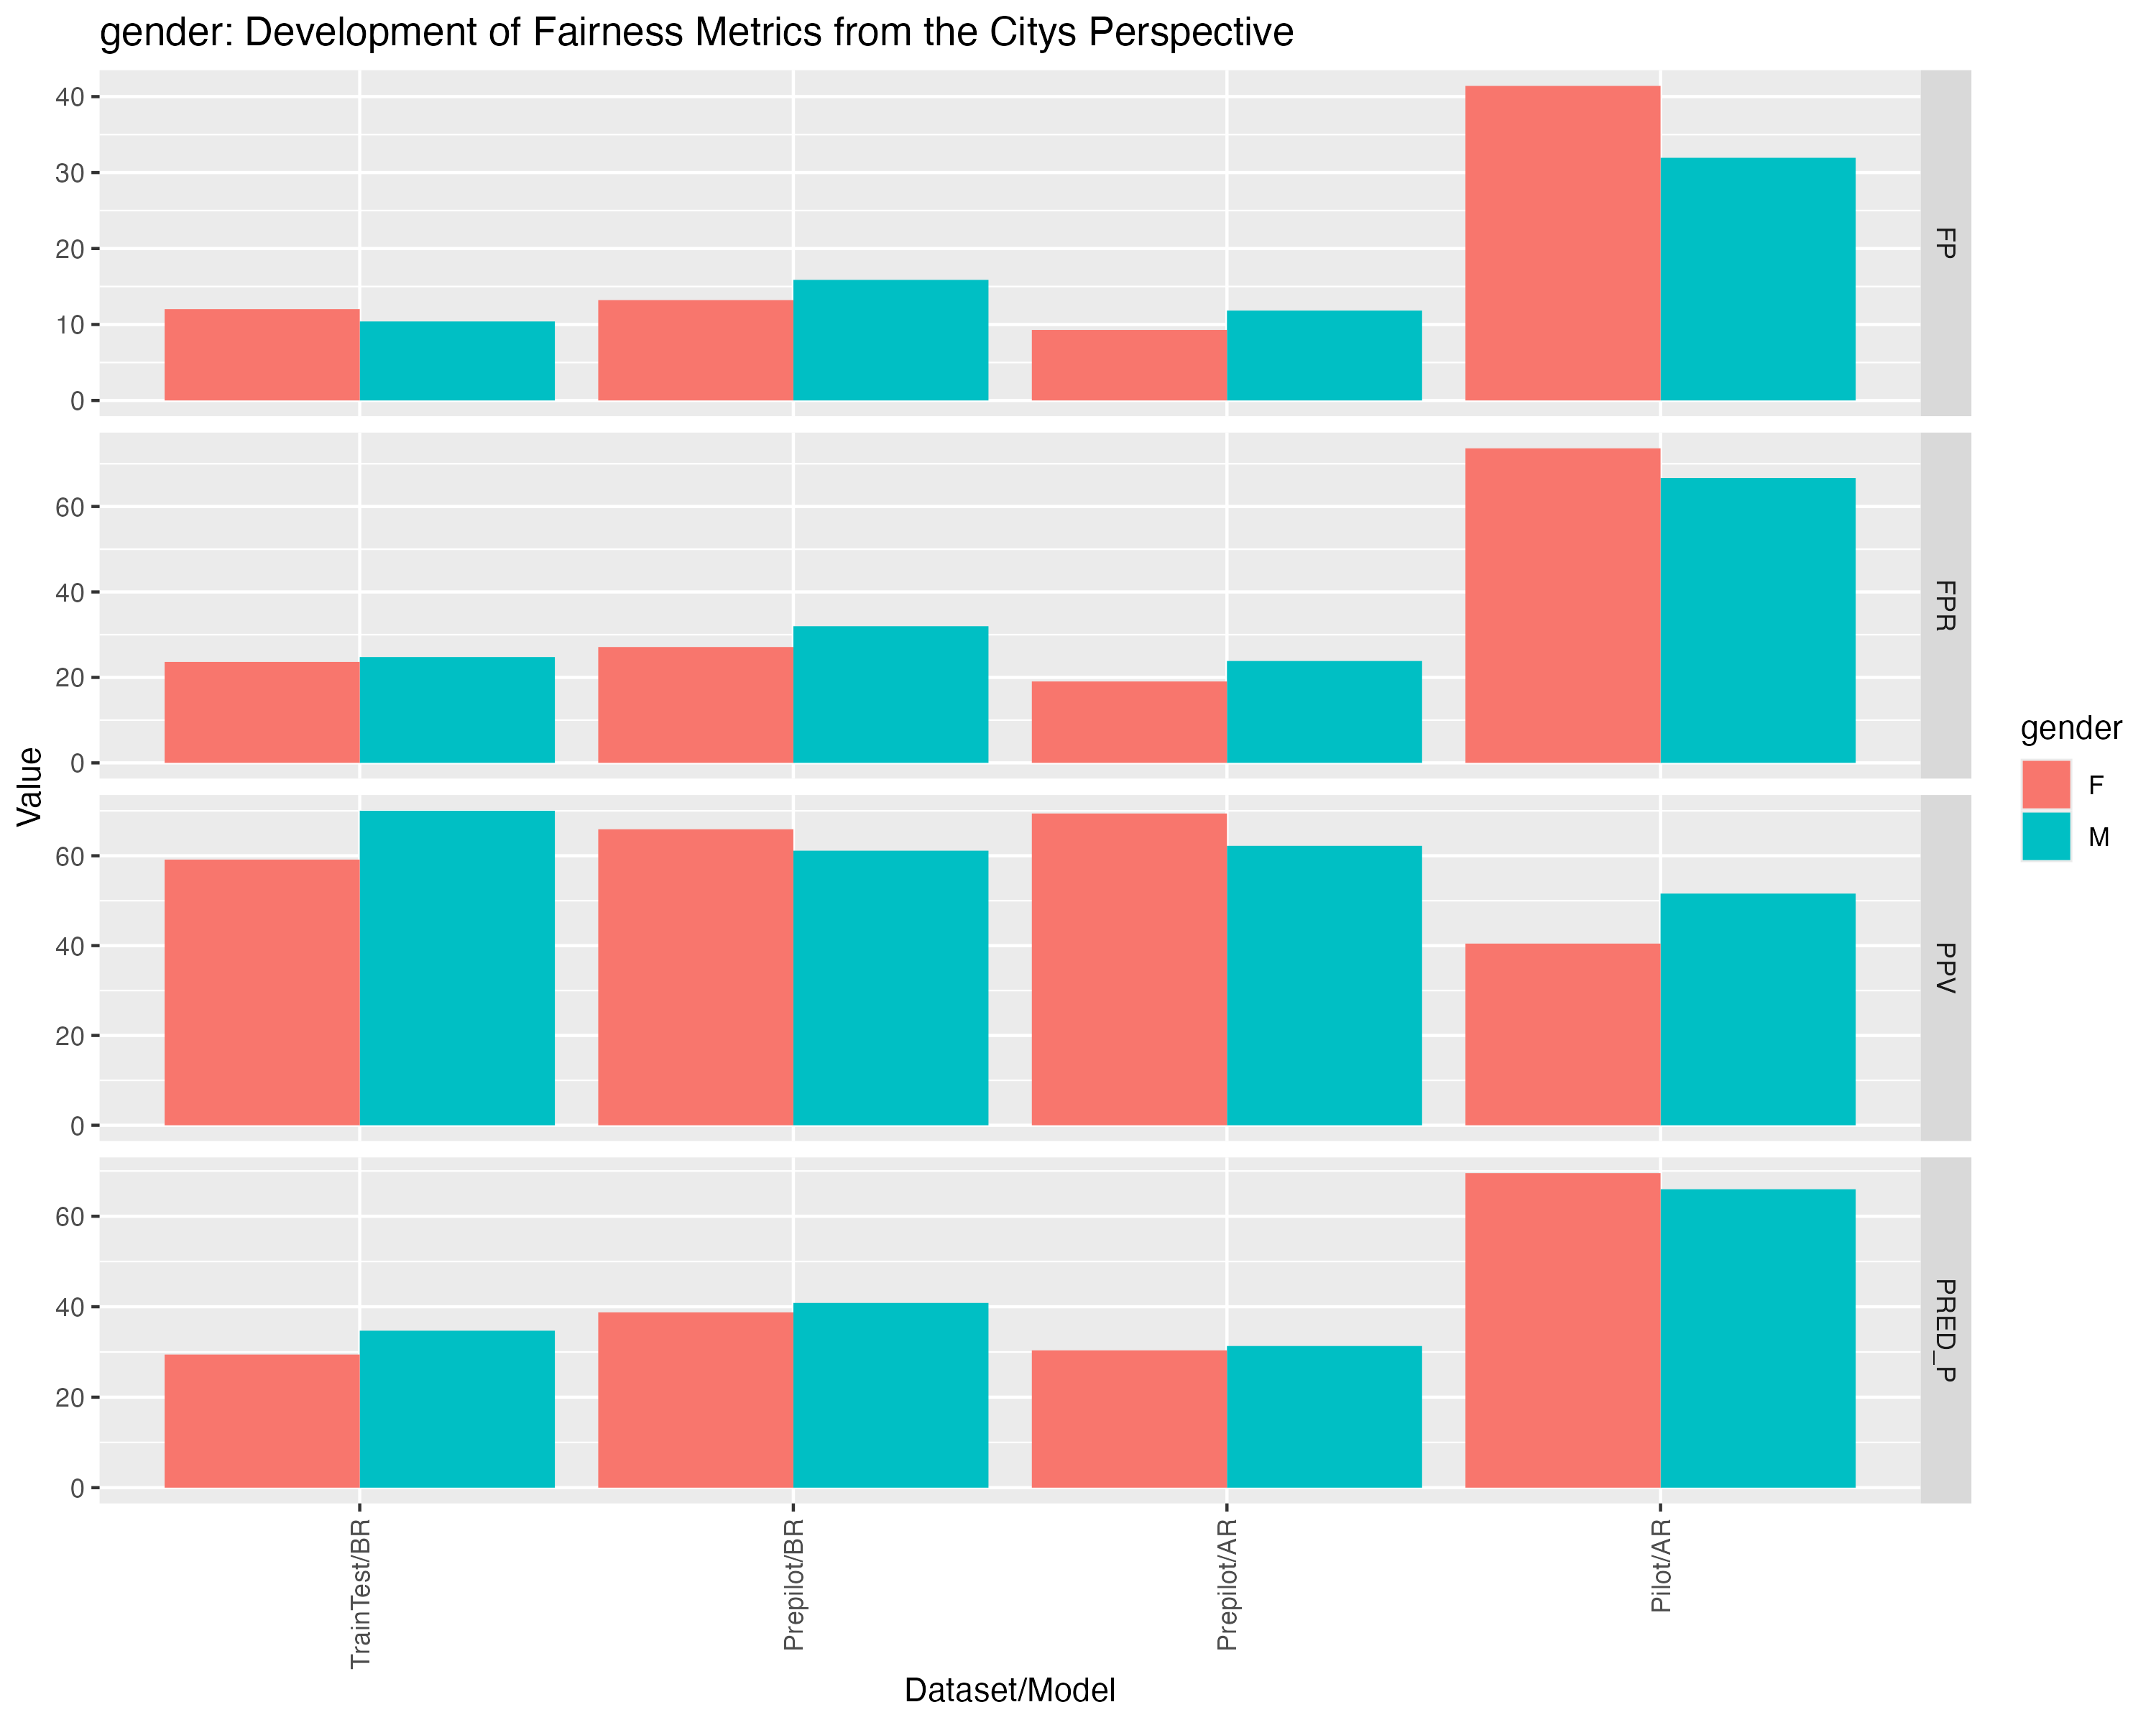 gender: Development of Fairness Metrics from the Citys Perspective
Value
40
30
20
10
0
FP
60
40
20
0
FPR
60
40
20
0
PPV
60
40
20
0
PRED_P
TrainTest/BR
Prepilot/BR
Prepilot/AR
Pilot/AR
Dataset/Model
gender
F
M